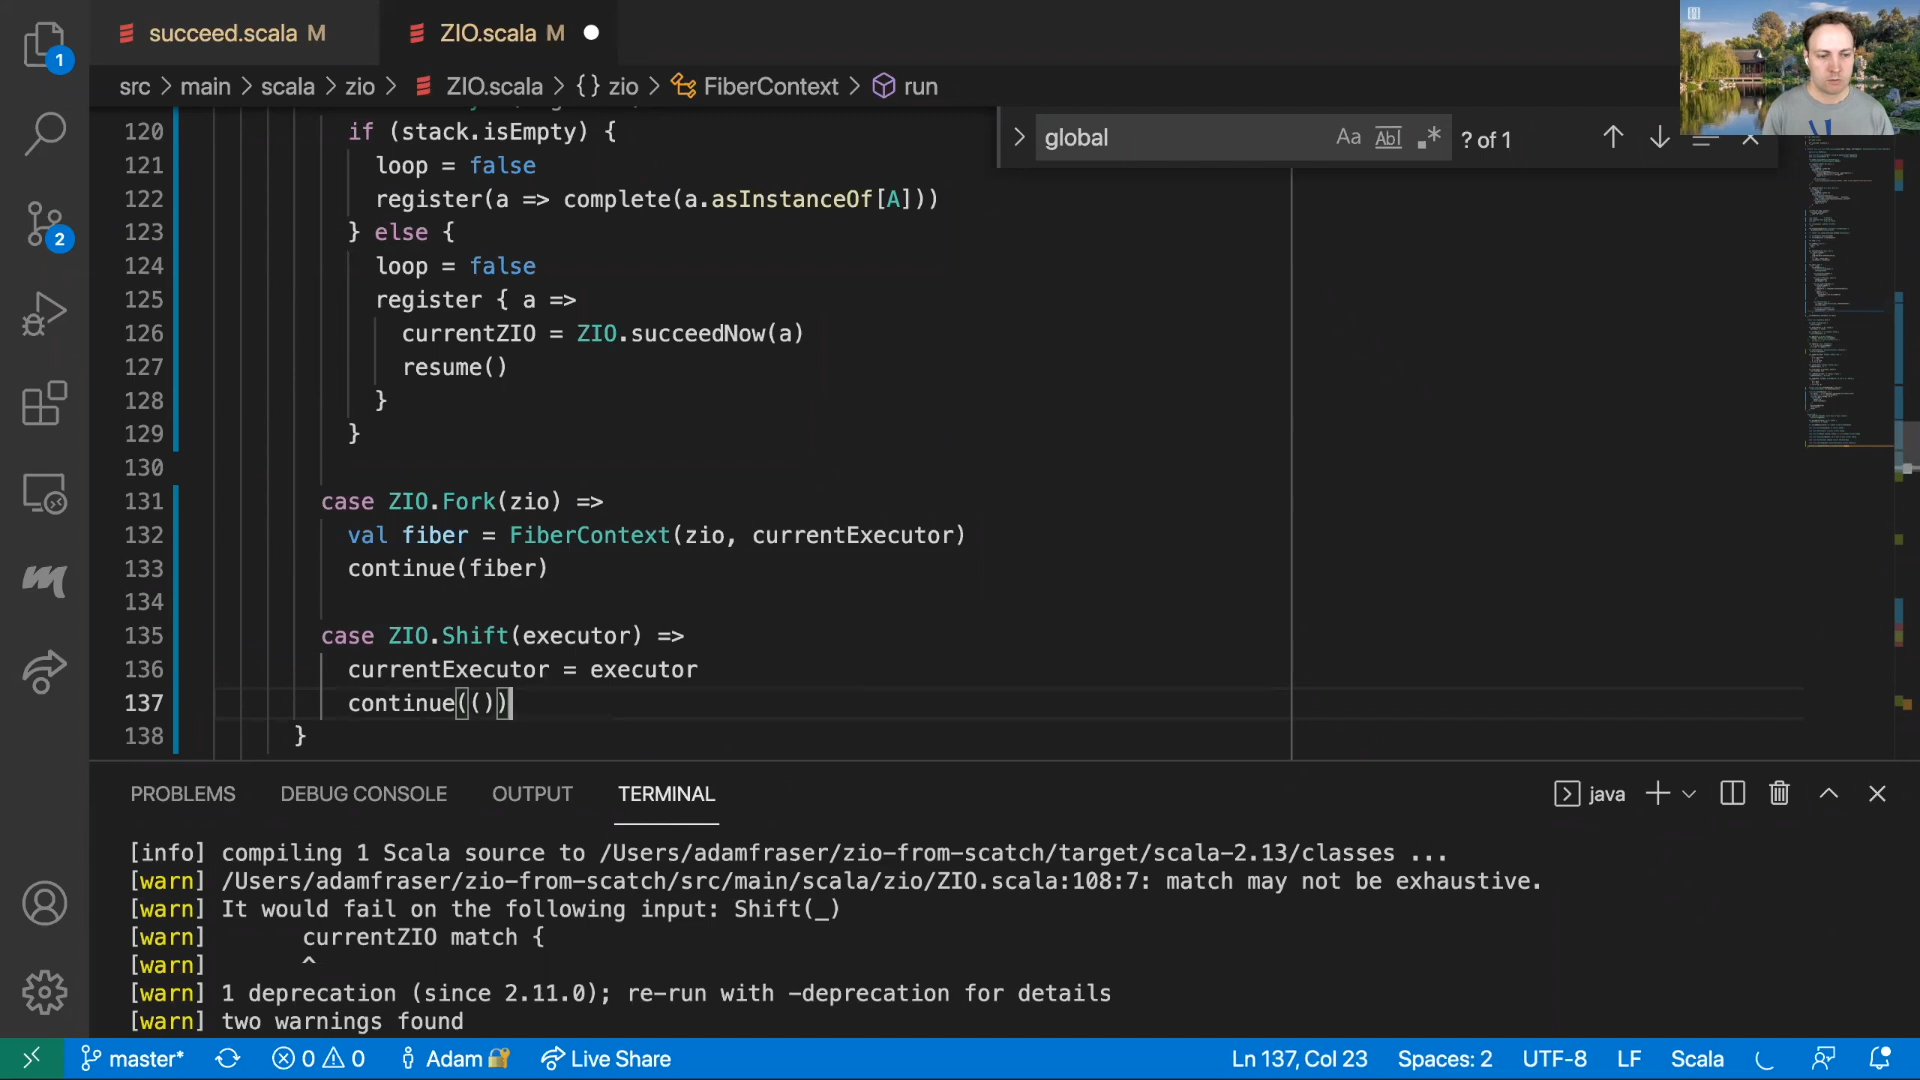 succeed.scala M
ZIO.scala M
src > main > scala > zio > ZIO.scala > {} zio > FiberContext > run
global
Aa Abl .* ? of 1
120 if (stack.isEmpty) {
121 loop = false
122 register(a => complete(a.asInstanceOf[A]))
123 } else {
124 loop = false
125 register { a =>
126 currentZIO = ZIO.succeedNow(a)
127 resume()
128 }
129 }
130
131 case ZIO.Fork(zio) =>
132 val fiber = FiberContext(zio, currentExecutor)
133 continue(fiber)
134
135 case ZIO.Shift(executor) =>
136 currentExecutor = executor
137 continue(())
138 }
1
2
PROBLEMS DEBUG CONSOLE OUTPUT TERMINAL java
[info] compiling 1 Scala source to /Users/adamfraser/zio-from-scatch/target/scala-2.13/classes ...
[warn] /Users/adamfraser/zio-from-scatch/src/main/scala/zio/ZIO.scala:108:7: match may not be exhaustive.
[warn] It would fail on the following input: Shift(_)
[warn] currentZIO match {
[warn] ^
[warn] 1 deprecation (since 2.11.0); re-run with -deprecation for details
[warn] two warnings found
master* 0 0 Adam Live Share Ln 137, Col 23 Spaces: 2 UTF-8 LF Scala